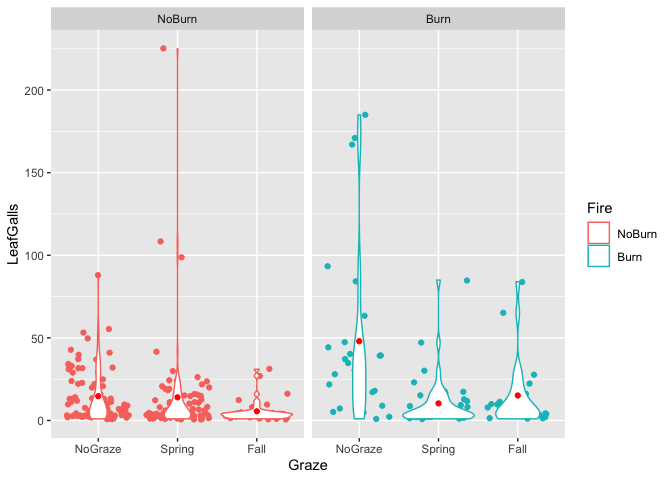 NoBurn
Burn
LeafGalls
200
150
100
50
0
NoGraze
Spring
Fall
NoGraze
Spring
Fall
Graze
Fire
NoBurn
Burn